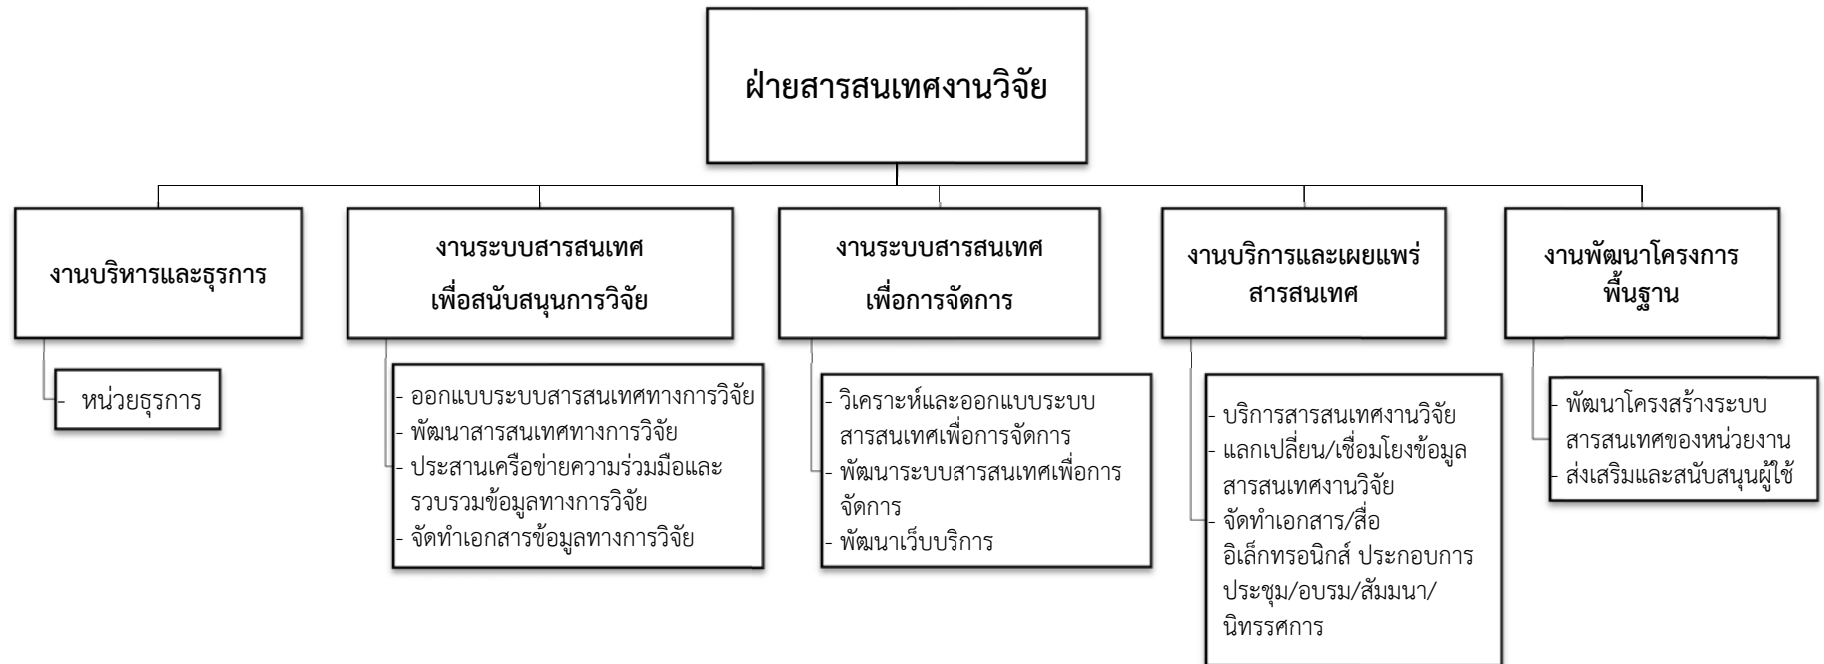 ฝ่ายสารสนเทศงานวิจัย
งานบริหารและธุรการ
- หน่วยธุรการ
งานระบบสารสนเทศ
เพื่อสนับสนุนการวิจัย
- ออกแบบระบบสารสนเทศทางการวิจัย
- พัฒนาสารสนเทศทางการวิจัย
- ประสานเครือข่ายความร่วมมือและ
รวบรวมข้อมูลทางการวิจัย
- จัดทำเอกสารข้อมูลทางการวิจัย
งานระบบสารสนเทศ
เพื่อการจัดการ
- วิเคราะห์และออกแบบระบบ
สารสนเทศเพื่อการจัดการ
- พัฒนาระบบสารสนเทศเพื่อการ
จัดการ
- พัฒนาเว็บบริการ
งานบริการและเผยแพร่
สารสนเทศ
- บริการสารสนเทศงานวิจัย
- แลกเปลี่ยน/เชื่อมโยงข้อมูล
สารสนเทศงานวิจัย
- จัดทำเอกสาร/สื่อ
อิเล็กทรอนิกส์ ประกอบการ
ประชุม/อบรม/สัมมนา/
นิทรรศการ
งานพัฒนาโครงการ
พื้นฐาน
- พัฒนาโครงสร้างระบบ
สารสนเทศของหน่วยงาน
- ส่งเสริมและสนับสนุนผู้ใช้